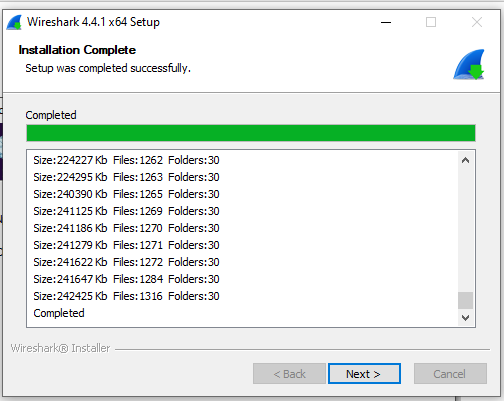 Wireshark 4.4.1 x64 Setup
Installation Complete
Setup was completed successfully.
Completed
Size:224227 Kb Files:1262 Folders:30
Size:224295 Kb Files:1263 Folders:30
Size:240390 Kb Files:1265 Folders:30
Size:241125 Kb Files:1269 Folders:30
Size:241186 Kb Files:1270 Folders:30
Size:241279 Kb Files:1271 Folders:30
Size:241622 Kb Files:1272 Folders:30
Size:241647 Kb Files:1284 Folders:30
Size:242425 Kb Files:1316 Folders:30
Completed
Wireshark® Installer
< Back Next > Cancel